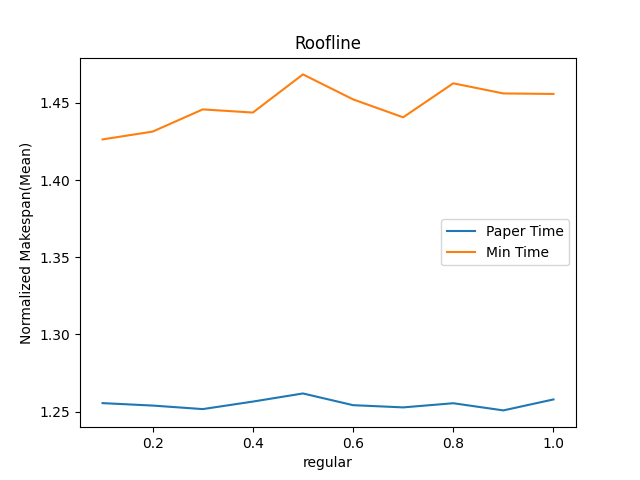 Roofline
Normalized Makespan(Mean)
1.45
1.40
1.35
1.30
1.25
Paper Time
Min Time
0.2 0.4 0.6 0.8 1.0
regular